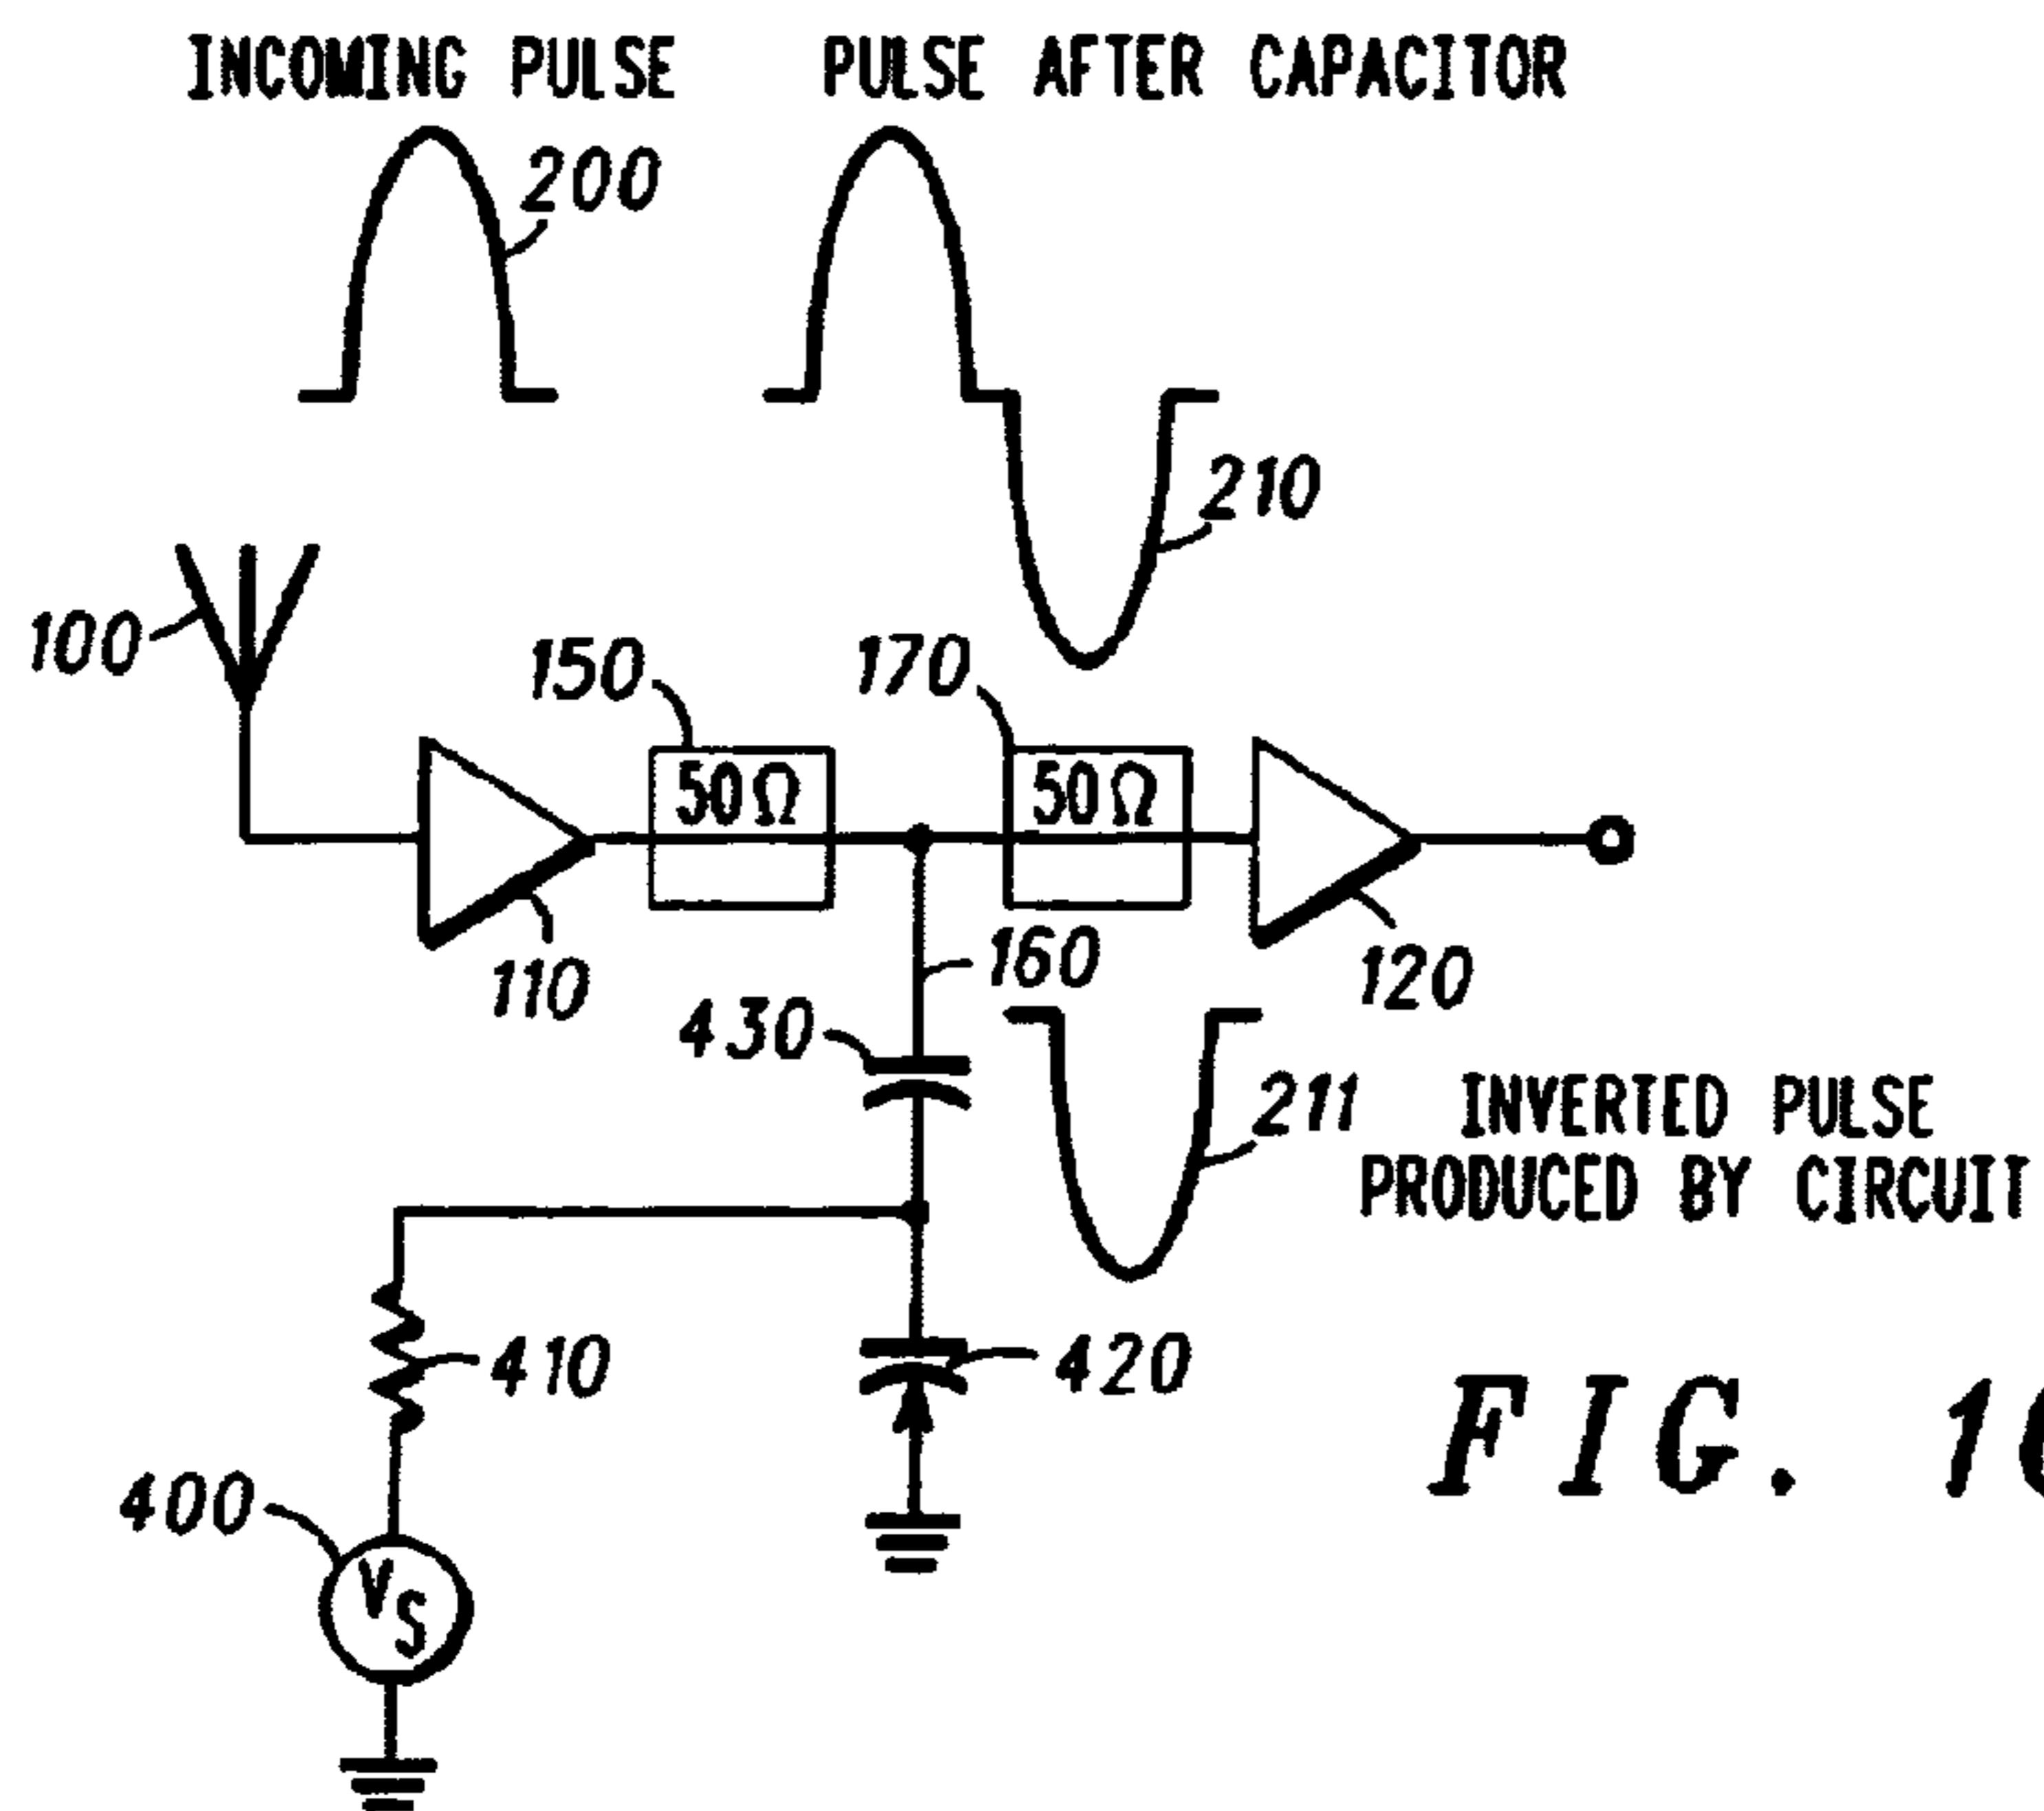 INCOMING PULSE PULSE AFTER CAPACITOR
200
210
100
150
170
50Ω
50Ω
110
160
120
430
211
INVERTED PULSE
PRODUCED BY CIRCUIT
410
420
400
VS
FIG.